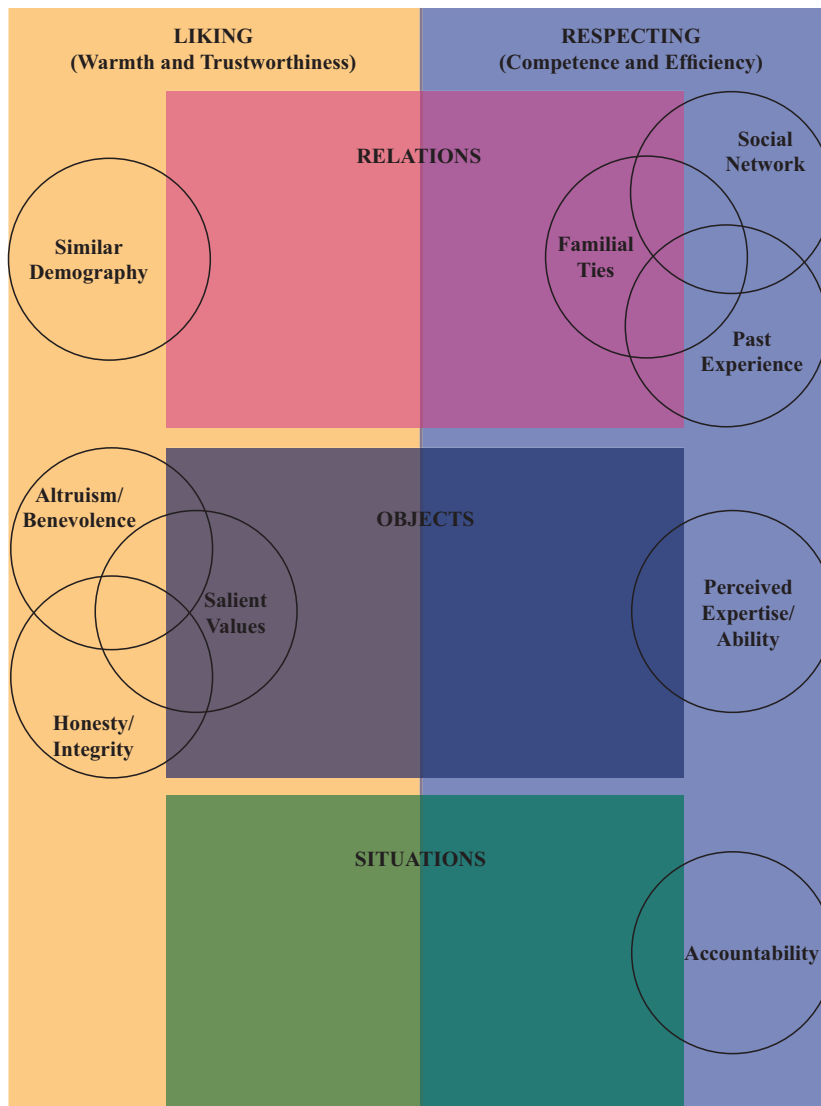 LIKING
(Warmth and Trustworthiness)
RESPECTING
(Competence and Efficiency)
RELATIONS
Social
Network
Similar
Demography
Familial
Ties
Past
Experience
Altruism/
Benevolence
OBJECTS
Salient
Values
Perceived
Expertise/
Ability
Honesty/
Integrity
SITUATIONS
Accountability